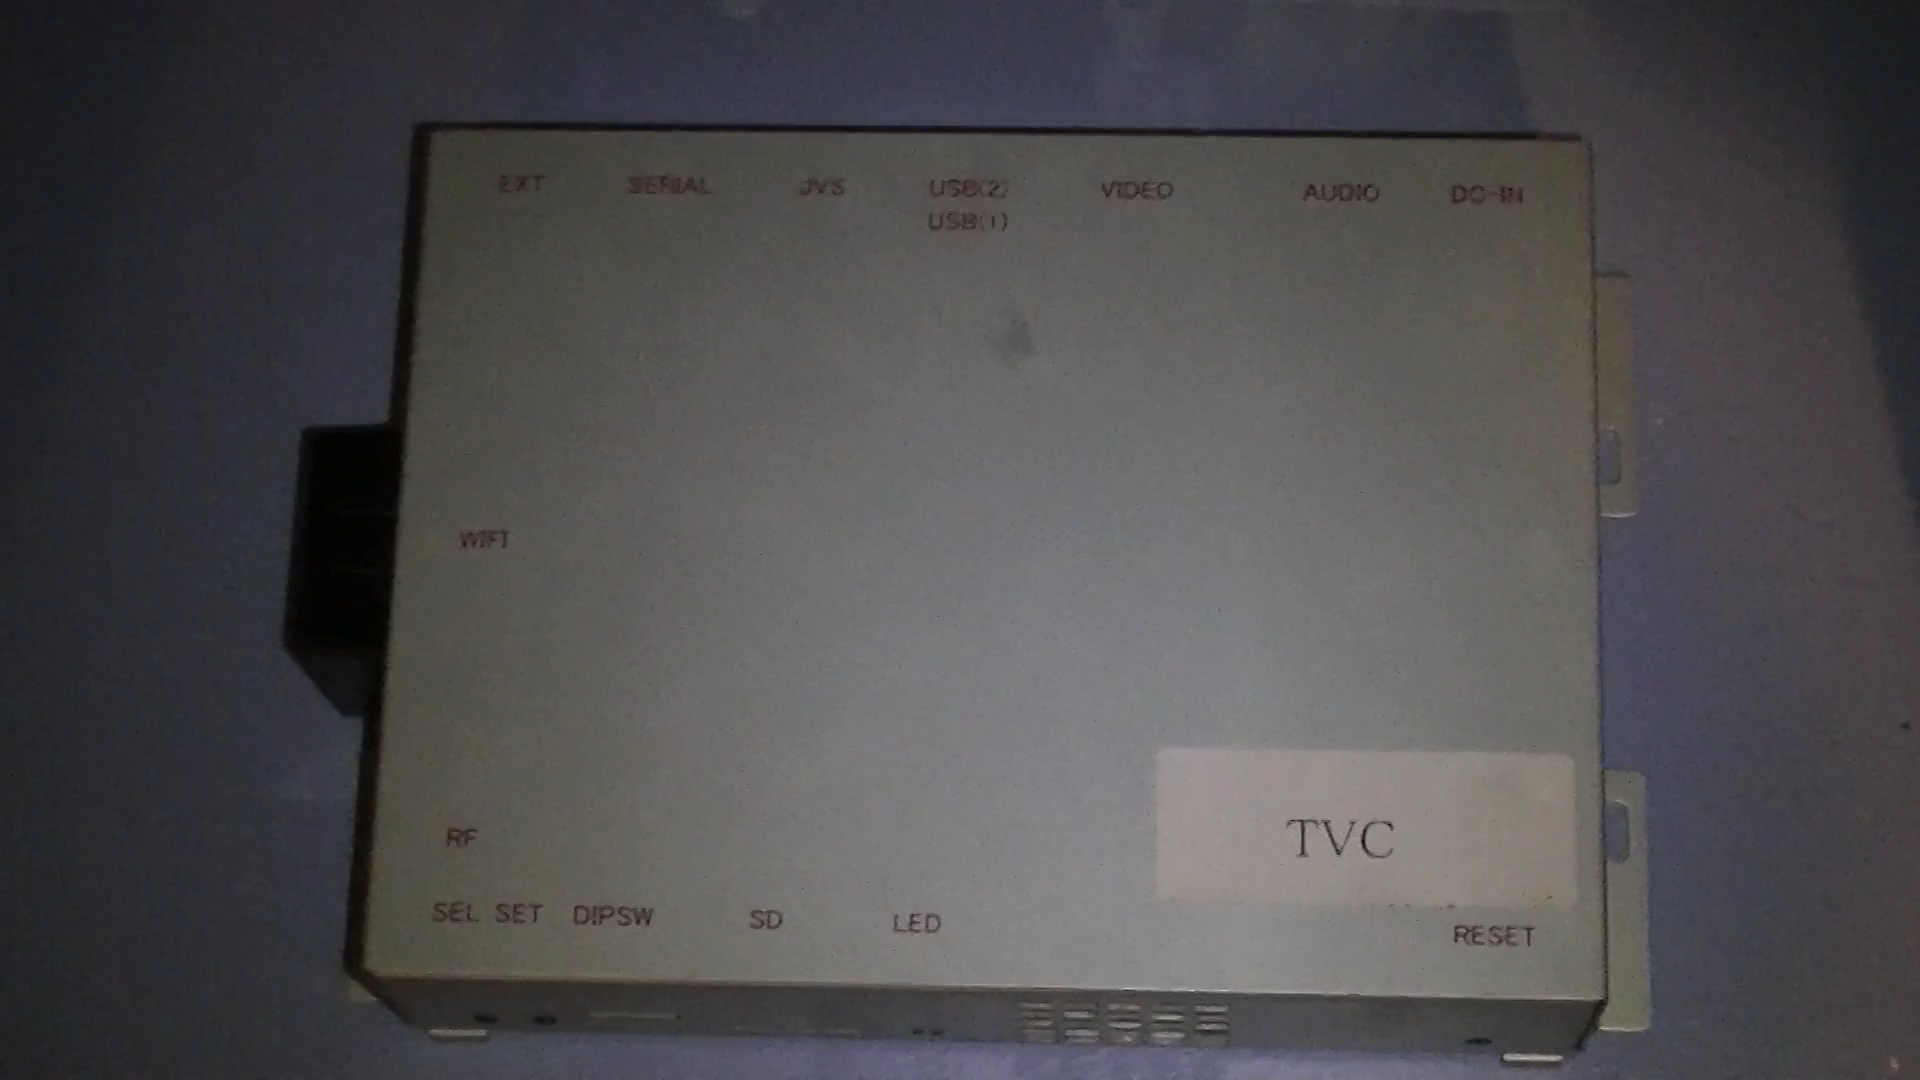 EXT SERIAL JVS USB(2) VIDEO AUDIO DC-IN
USB(1)
WIFI
RF
TVC
SEL SET DIPSW SD LED RESET